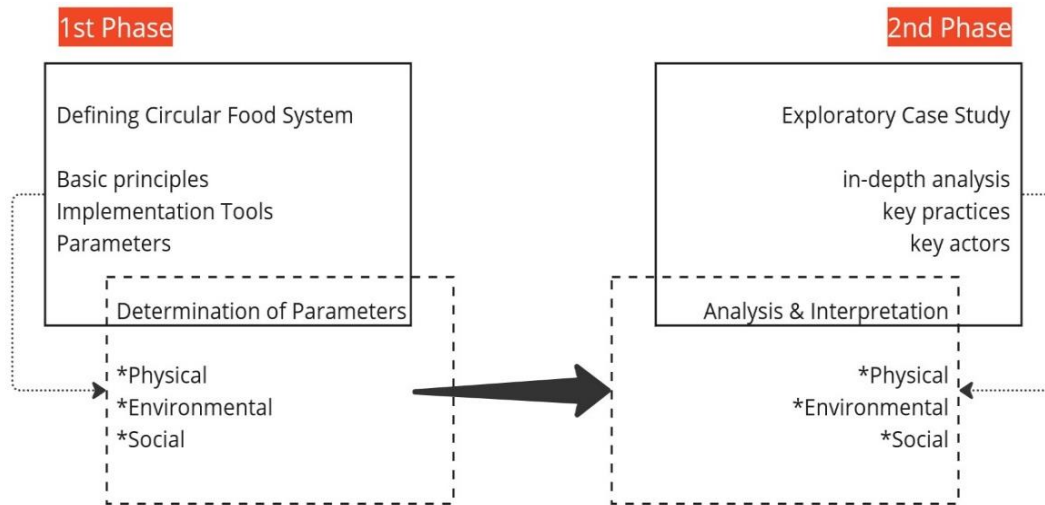 1st Phase
Defining Circular Food System
Basic principles
Implementation Tools
Parameters
Determination of Parameters
*Physical
*Environmental
*Social
2nd Phase
Exploratory Case Study
in-depth analysis
key practices
key actors
Analysis & Interpretation
*Physical
*Environmental
*Social